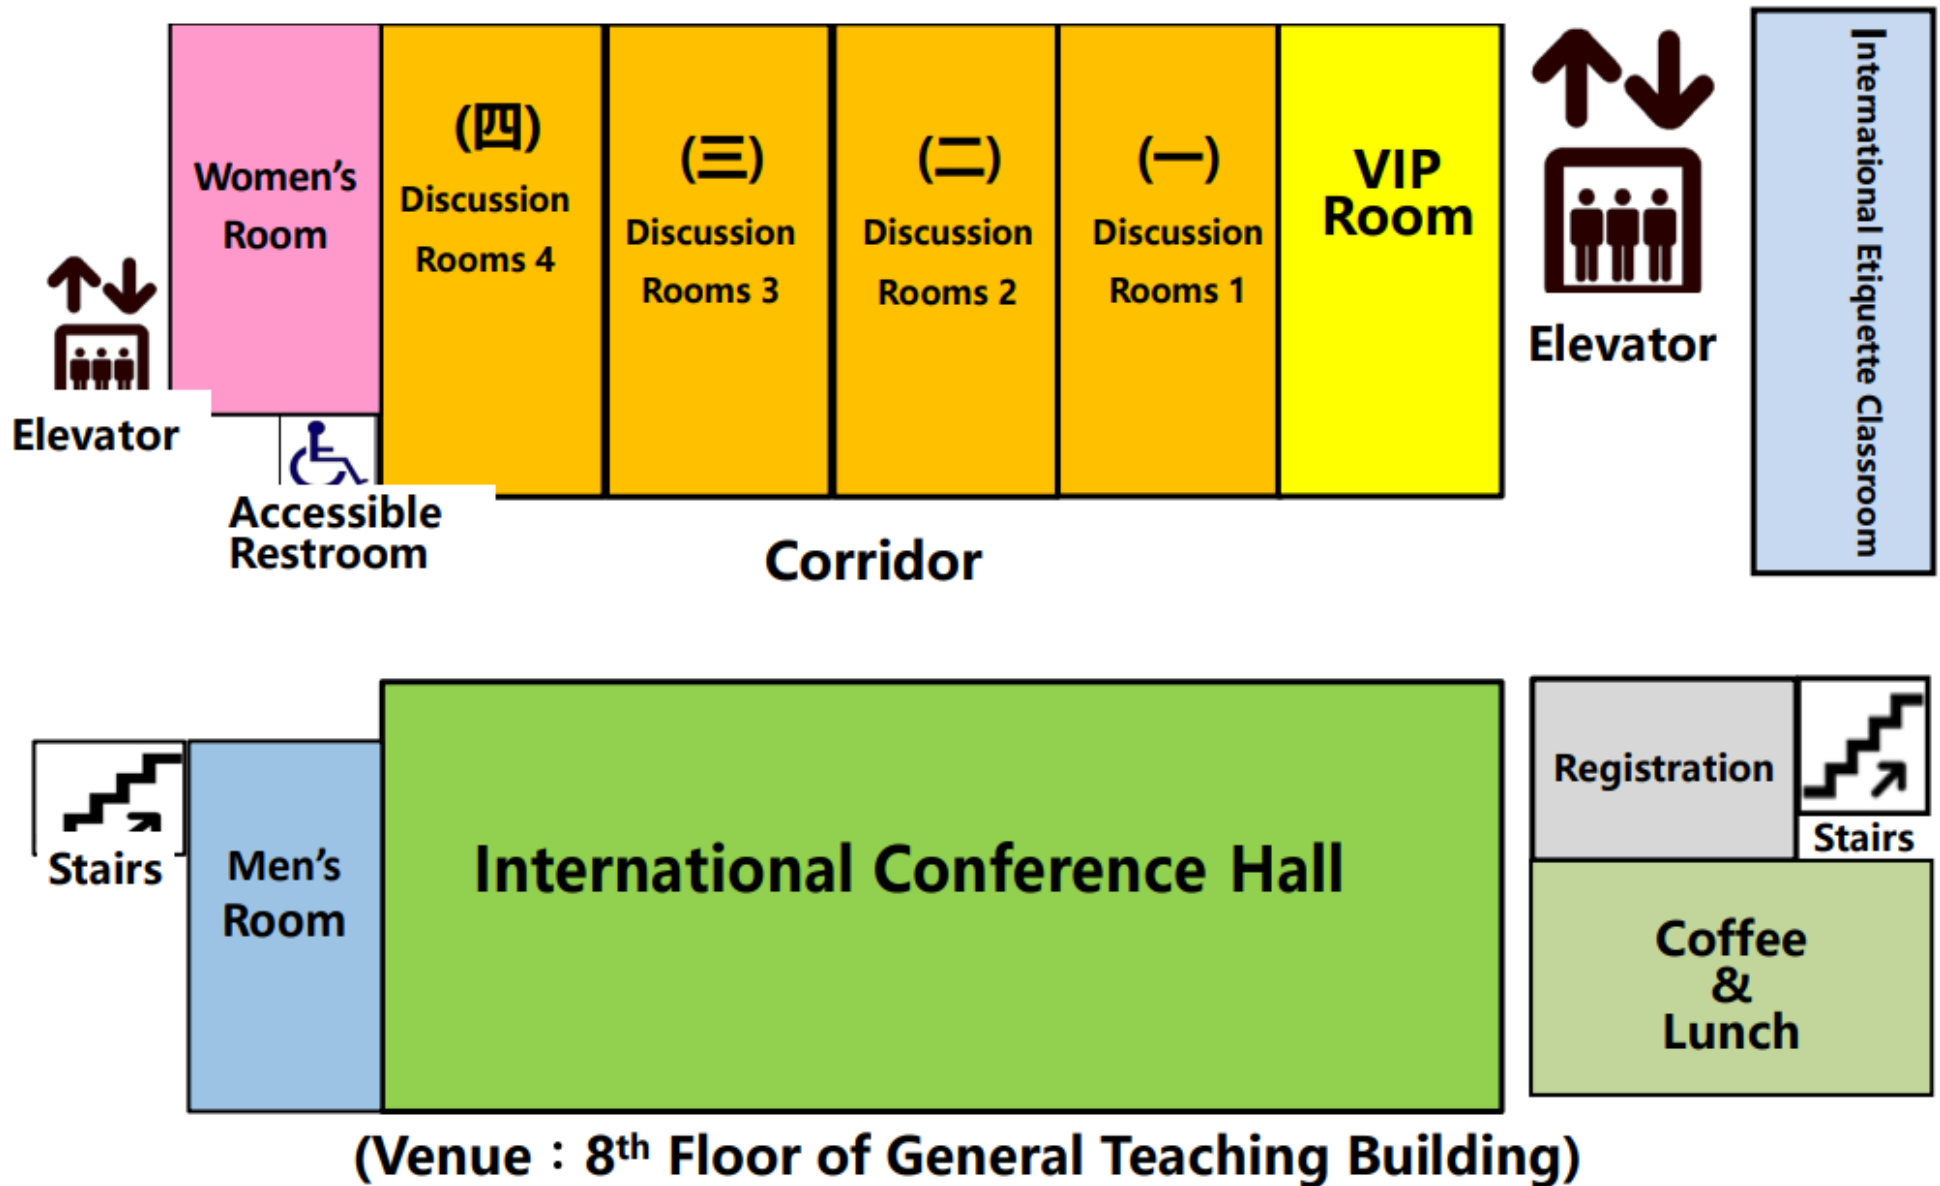 Women's
Room
(四)
Discussion
Rooms 4
(三)
Discussion
Rooms 3
(二)
Discussion
Rooms 2
(一)
Discussion
Rooms 1
VIP
Room
Elevator
International Etiquette Classroom
Elevator
Accessible
Restroom
Corridor
Stairs
Men's
Room
International Conference Hall
Registration
Stairs
Coffee
&
Lunch
(Venue：8th Floor of General Teaching Building)